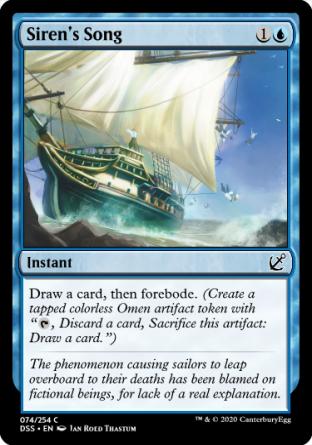 Siren's Song 1
Instant
Draw a card, then forebode. (Create a
tapped colorless Omen artifact token with
“, Discard a card, Sacrifice this artifact:
Draw a card.”)
The phenomenon causing sailors to leap
overboard to their deaths has been blamed on
fictional beings, for lack of a real explanation.
074/254 C
DSS • EN Ian Roed Thastum
™ & © 2020 CanterburyEgg